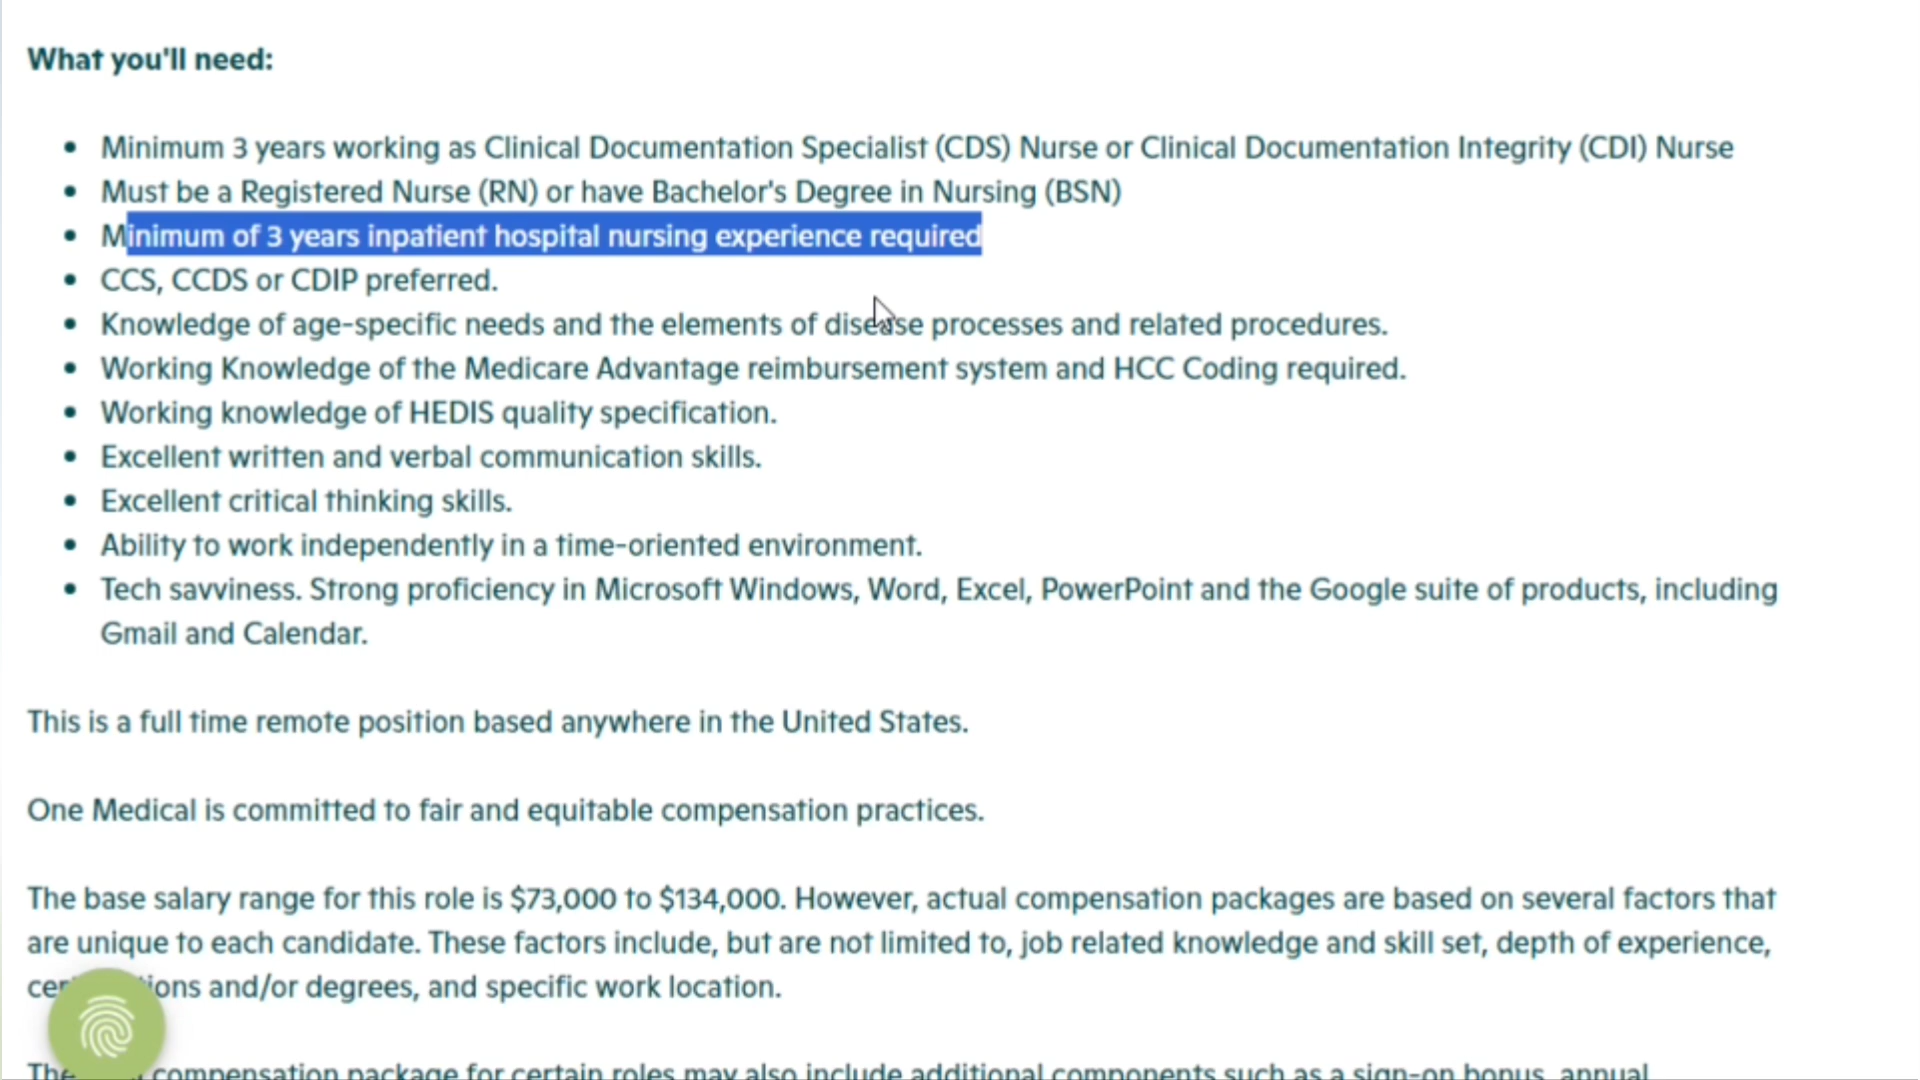 What you'll need:
Minimum 3 years working as Clinical Documentation Specialist (CDS) Nurse or Clinical Documentation Integrity (CDI) Nurse
Must be a Registered Nurse (RN) or have Bachelor's Degree in Nursing (BSN)
Minimum of 3 years inpatient hospital nursing experience required
CCS, CCDS or CDIP preferred.
Knowledge of age-specific needs and the elements of disease processes and related procedures.
Working Knowledge of the Medicare Advantage reimbursement system and HCC Coding required.
Working knowledge of HEDIS quality specification.
Excellent written and verbal communication skills.
Excellent critical thinking skills.
Ability to work independently in a time-oriented environment.
Tech savviness. Strong proficiency in Microsoft Windows, Word, Excel, PowerPoint and the Google suite of products, including
Gmail and Calendar.
This is a full time remote position based anywhere in the United States.
One Medical is committed to fair and equitable compensation practices.
The base salary range for this role is $73,000 to $134,000. However, actual compensation packages are based on several factors that
are unique to each candidate. These factors include, but are not limited to, job related knowledge and skill set, depth of experience,
and/or degrees, and specific work location.
compensation package for certain roles may also include additional components such as a sign-on bonus, annual